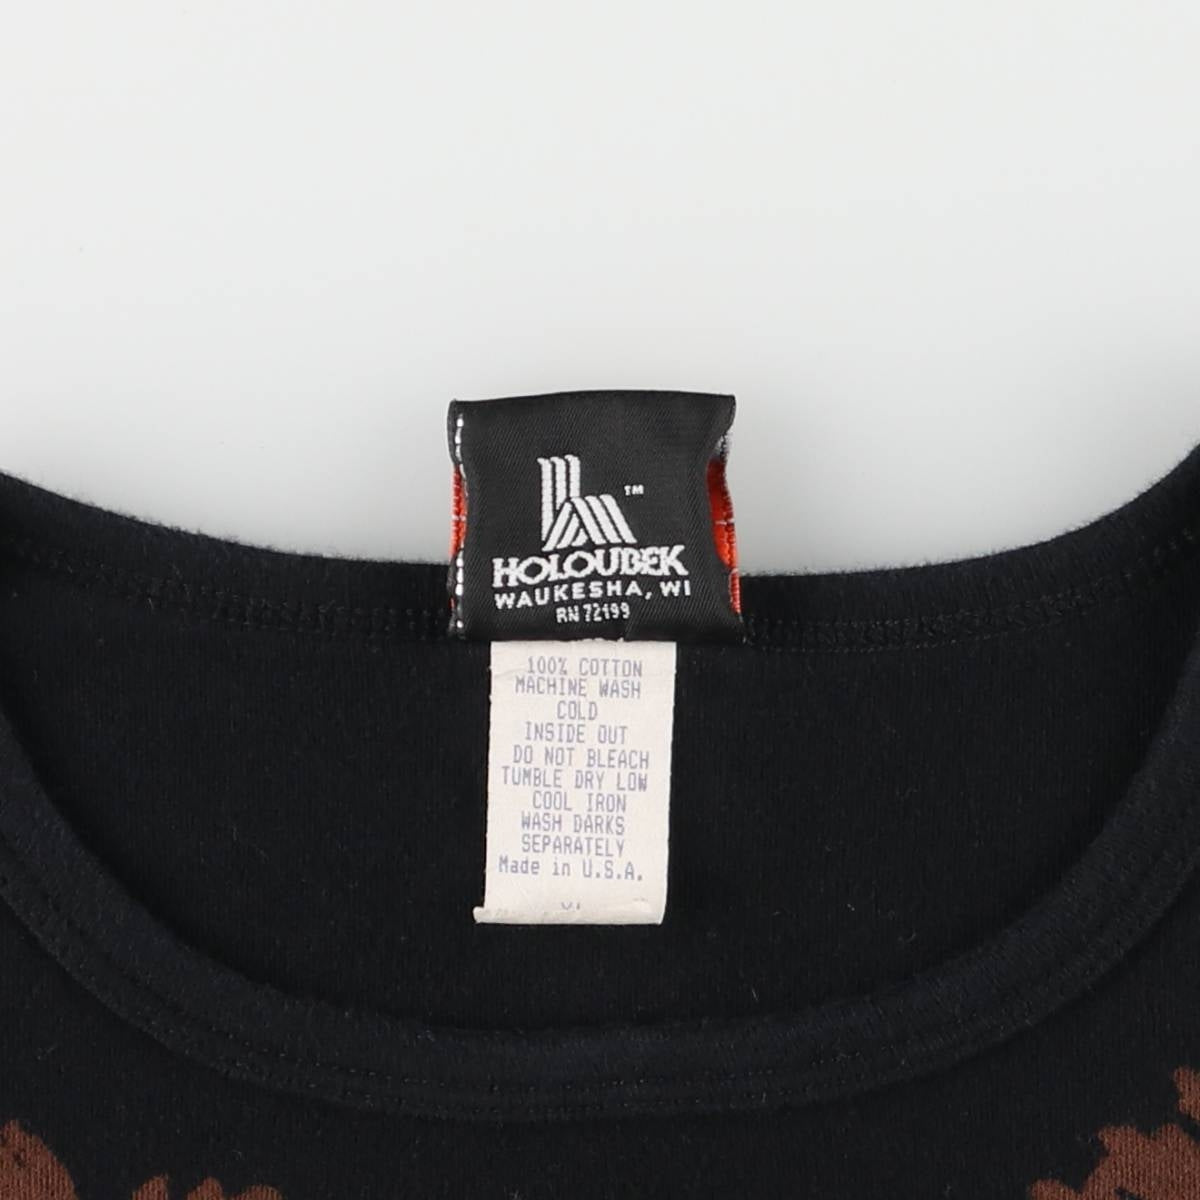 TM
HOLOUBEK
WAUKESHA, WI
RN 72199
100% COTTON
MACHINE WASH
COLD
INSIDE OUT
DO NOT BLEACH
TUMBLE DRY LOW
COOL IRON
WASH DARKS
SEPARATELY
Made in U.S.A.